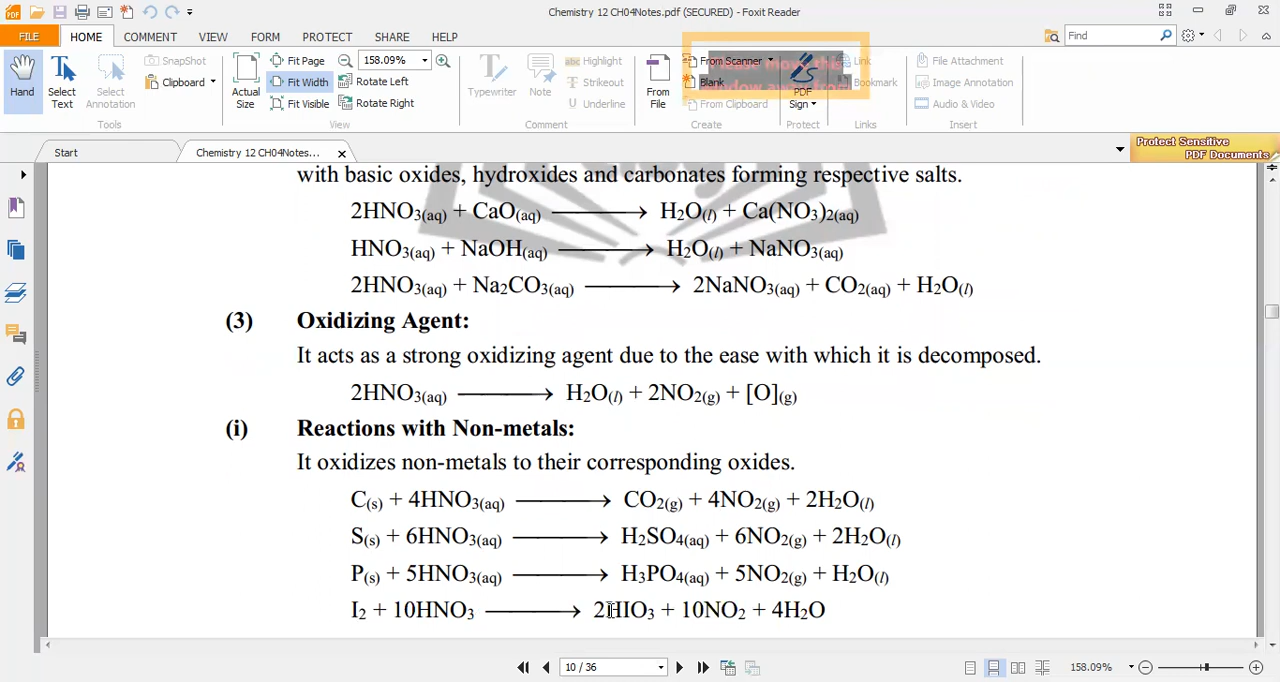 Chemistry 12 CH04Notes.pdf (SECURED) - Foxit Reader
FILE HOME COMMENT VIEW FORM PROTECT SHARE HELP
Find
Hand
Select Text
SnapShot
Clipboard
Select Annotation
Tools
Actual Size
Fit Page
Fit Width
Fit Visible
158.09%
Rotate Left
Rotate Right
View
Typewriter
Note
Highlight
Strikeout
Underline
Comment
From File
From Scanner
Blank
From Clipboard
Create
PDF Sign
Protect
Link
Bookmark
Links
File Attachment
Image Annotation
Audio & Video
Insert
Start
Chemistry 12 CH04Notes...
Protect Sensitive
PDF Documents
with basic oxides, hydroxides and carbonates forming respective salts.
2HNO3(aq) + CaO(aq) ⟶ H2O(l) + Ca(NO3)2(aq)
HNO3(aq) + NaOH(aq) ⟶ H2O(l) + NaNO3(aq)
2HNO3(aq) + Na2CO3(aq) ⟶ 2NaNO3(aq) + CO2(aq) + H2O(l)
(3) Oxidizing Agent:
It acts as a strong oxidizing agent due to the ease with which it is decomposed.
2HNO3(aq) ⟶ H2O(l) + 2NO2(g) + [O](g)
(i) Reactions with Non-metals:
It oxidizes non-metals to their corresponding oxides.
C(s) + 4HNO3(aq) ⟶ CO2(g) + 4NO2(g) + 2H2O(l)
S(s) + 6HNO3(aq) ⟶ H2SO4(aq) + 6NO2(g) + 2H2O(l)
P(s) + 5HNO3(aq) ⟶ H3PO4(aq) + 5NO2(g) + H2O(l)
I2 + 10HNO3 ⟶ 2HIO3 + 10NO2 + 4H2O
10 / 36
158.09%